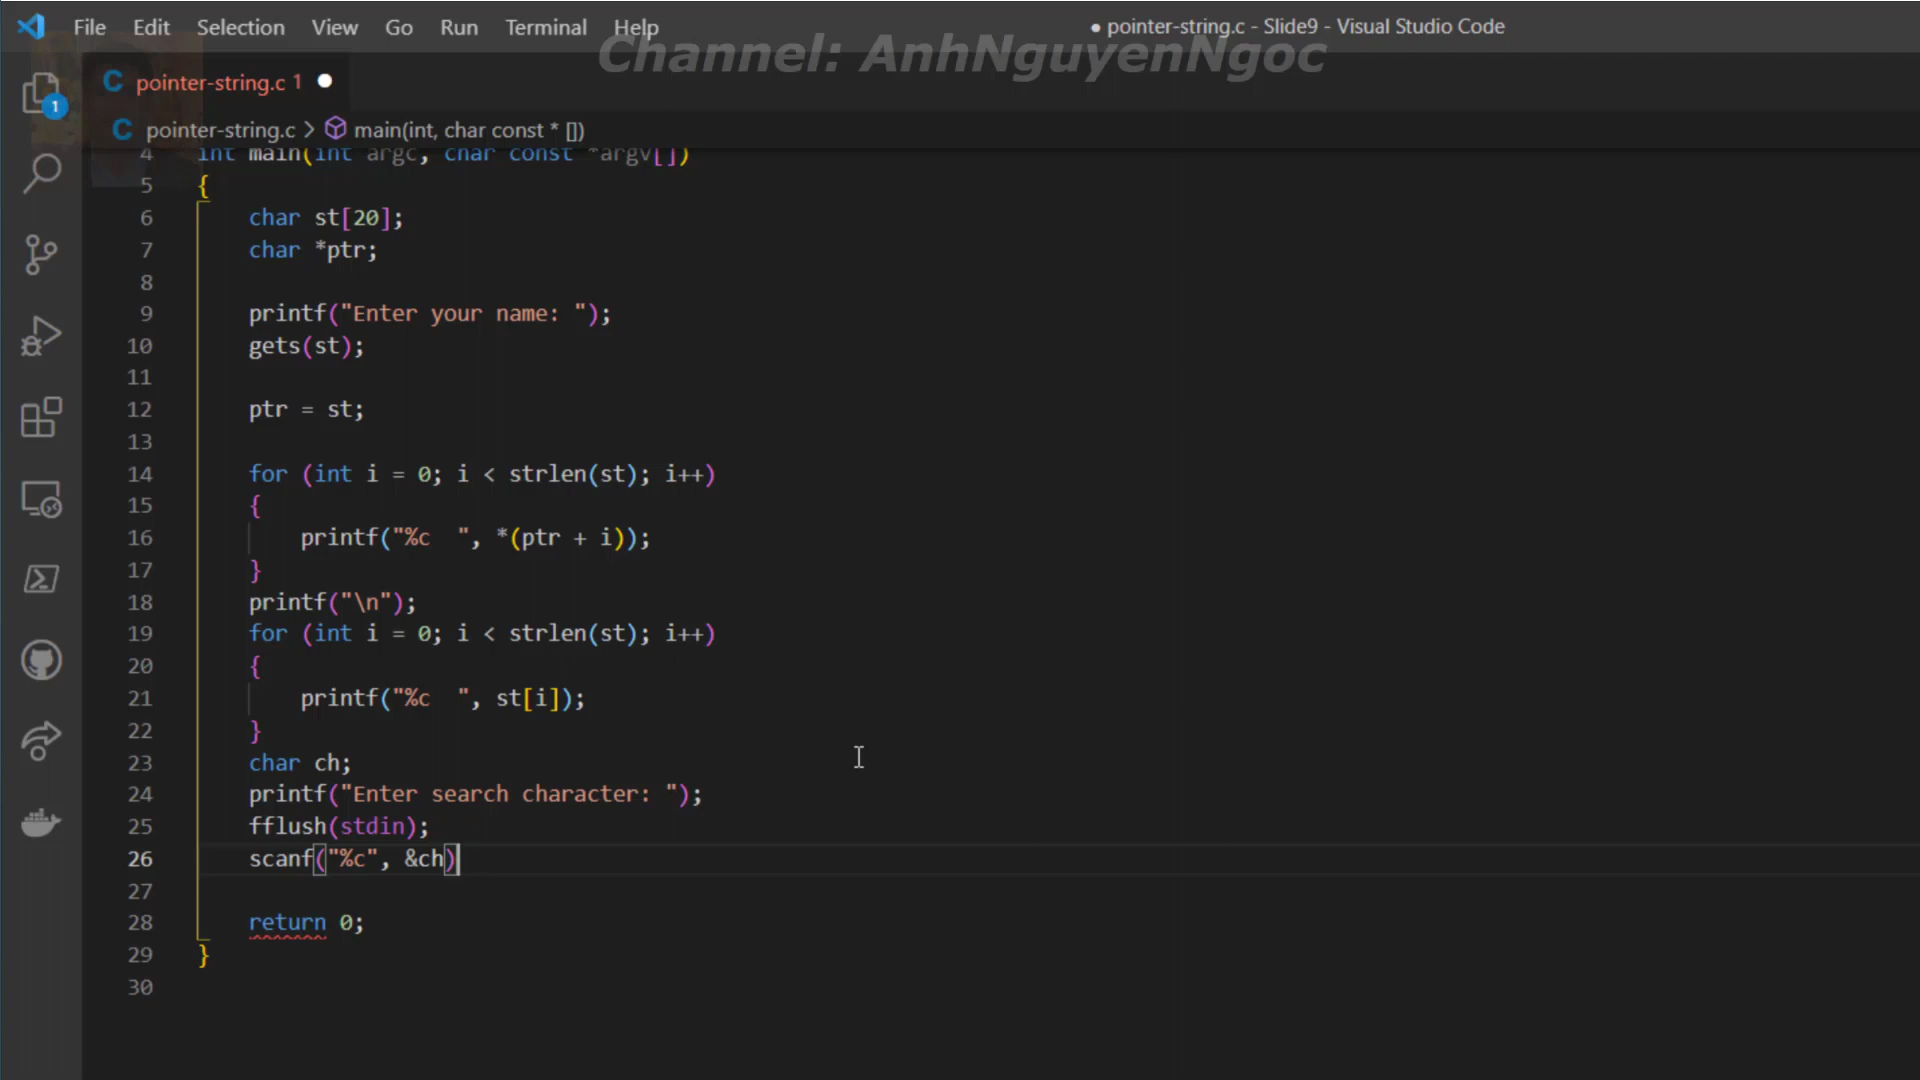 File Edit Selection View Go Run Terminal Help ● pointer-string.c - Slide9 - Visual Studio Code
Channel: AnhNguyenNgoc
C pointer-string.c 1 ●
1
C pointer-string.c > main(int, char const * [])
4 int main(int argc, char const *argv[])
5 {
6 char st[20];
7 char *ptr;
8
9 printf("Enter your name: ");
10 gets(st);
11
12 ptr = st;
13
14 for (int i = 0; i < strlen(st); i++)
15 {
16 printf("%c  ", *(ptr + i));
17 }
18 printf("\n");
19 for (int i = 0; i < strlen(st); i++)
20 {
21 printf("%c  ", st[i]);
22 }
23 char ch;
24 printf("Enter search character: ");
25 fflush(stdin);
26 scanf("%c", &ch)
27
28 return 0;
29 }
30